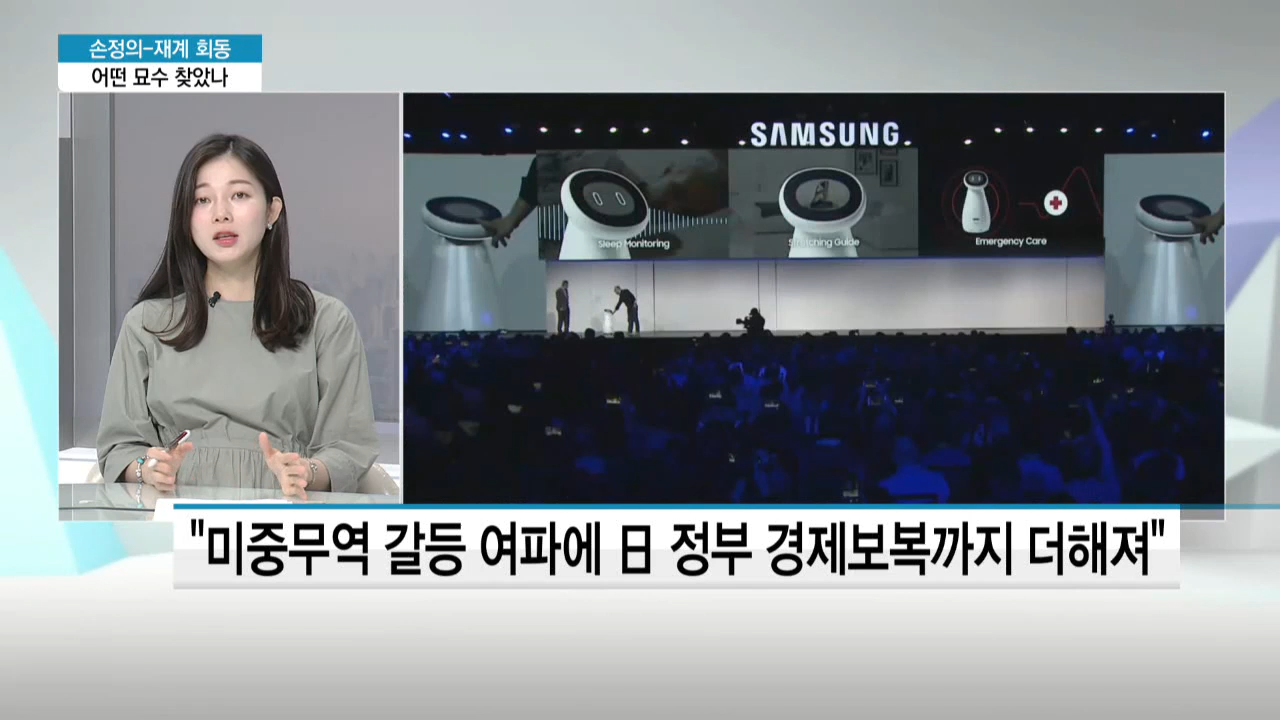 손정의-재계 회동
어떤 묘수 찾았나
SAMSUNG
Sleep Monitoring
Stretching Guide
Emergency Care
"미중무역 갈등 여파에 日 정부 경제보복까지 더해져"